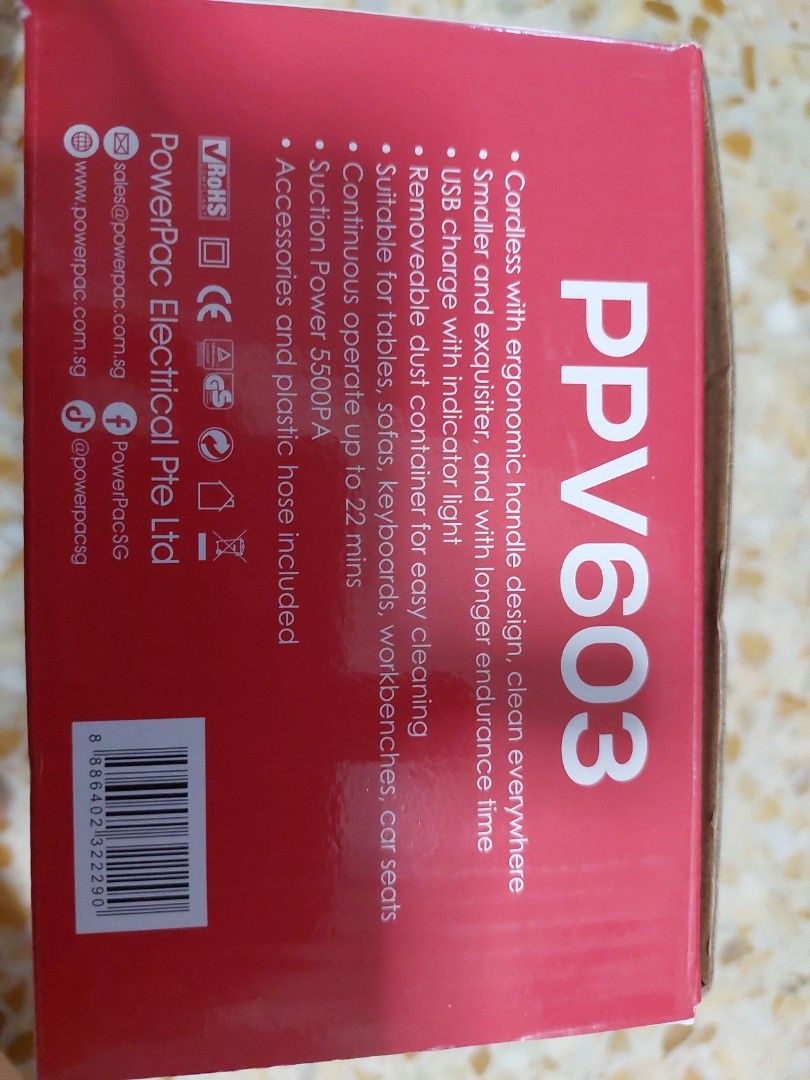 PPV603
• Cordless with ergonomic handle design, clean everywhere
• Smaller and exquisiter, and with longer endurance time
• USB charge with indicator light
• Removeable dust container for easy cleaning
• Suitable for tables, sofas, keyboards, workbenches, car seats
• Continuous operate up to 22 mins
• Suction Power 5500PA
• Accessories and plastic hose included
RoHS CE GS
PowerPac Electrical Pte Ltd
sales@powerpac.com.sg PowerPacSG
www.powerpac.com.sg @powerpacsg
8 886402 322290